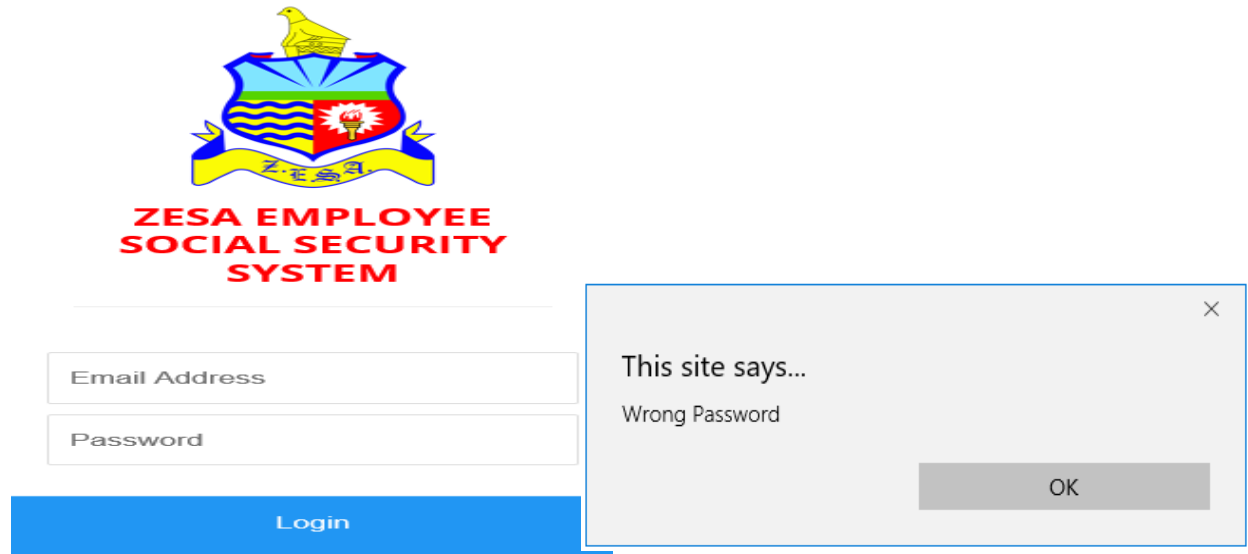 Z.E.S.A.
ZESA EMPLOYEE
SOCIAL SECURITY
SYSTEM
Email Address
Password
Login
This site says...
Wrong Password
OK